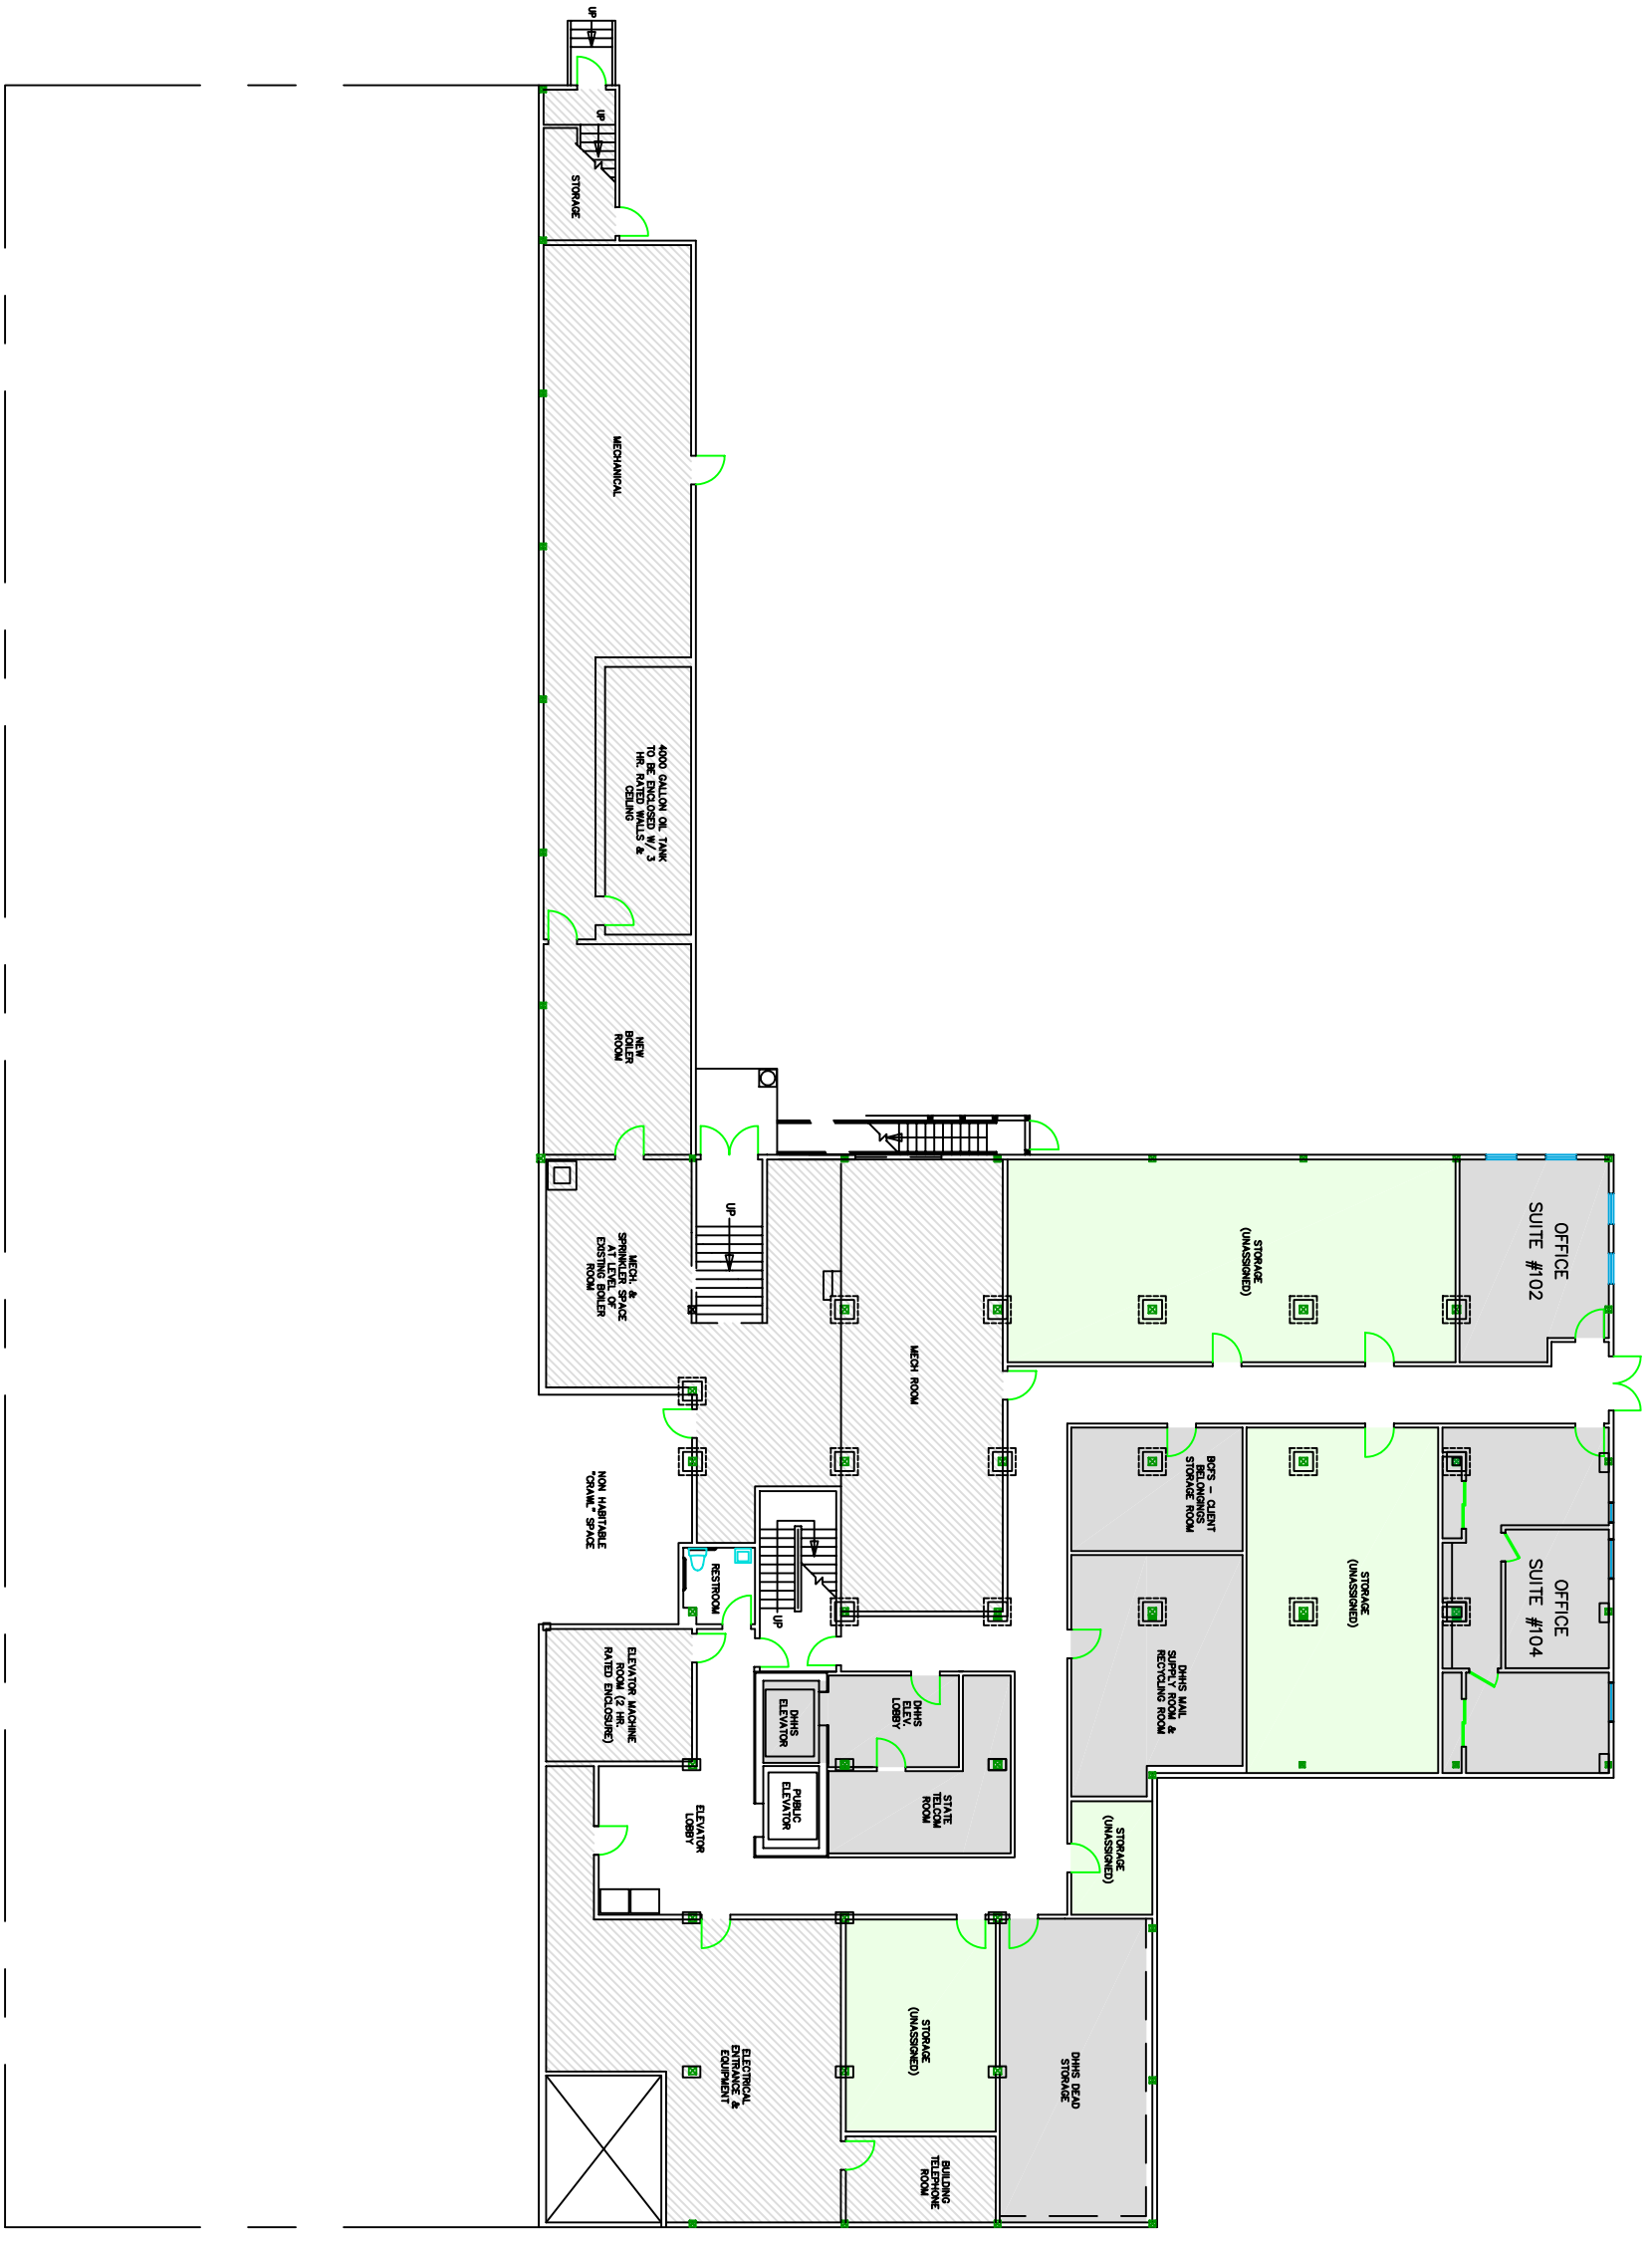 UP
UP
STORAGE
MECHANICAL
4000 GALLON OIL TANK
TO BE ENCLOSED W/ 3
HR. RATED WALLS &
CEILING
NEW
BOILER
ROOM
UP
MECH. &
SPRINKLER SPACE
AT LEVEL OF
EXISTING BOILER
ROOM
MECH ROOM
STORAGE
(UNASSIGNED)
OFFICE
SUITE #102
NON HABITABLE
"CRAWL" SPACE
RESTROOM
UP
BCFS - CLIENT
BELONGINGS
STORAGE ROOM
STORAGE
(UNASSIGNED)
OFFICE
SUITE #104
DHHS MAIL
SUPPLY ROOM &
RECYCLING ROOM
ELEVATOR MACHINE
ROOM (2 HR.
RATED ENCLOSURE)
DHHS
ELEVATOR
DHHS
ELEV.
LOBBY
PUBLIC
ELEVATOR
STATE
TELCOM
ROOM
ELEVATOR
LOBBY
STORAGE
(UNASSIGNED)
STORAGE
(UNASSIGNED)
DHHS DEAD
STORAGE
ELECTRICAL
ENTRANCE &
EQUIPMENT
BUILDING
TELEPHONE
ROOM